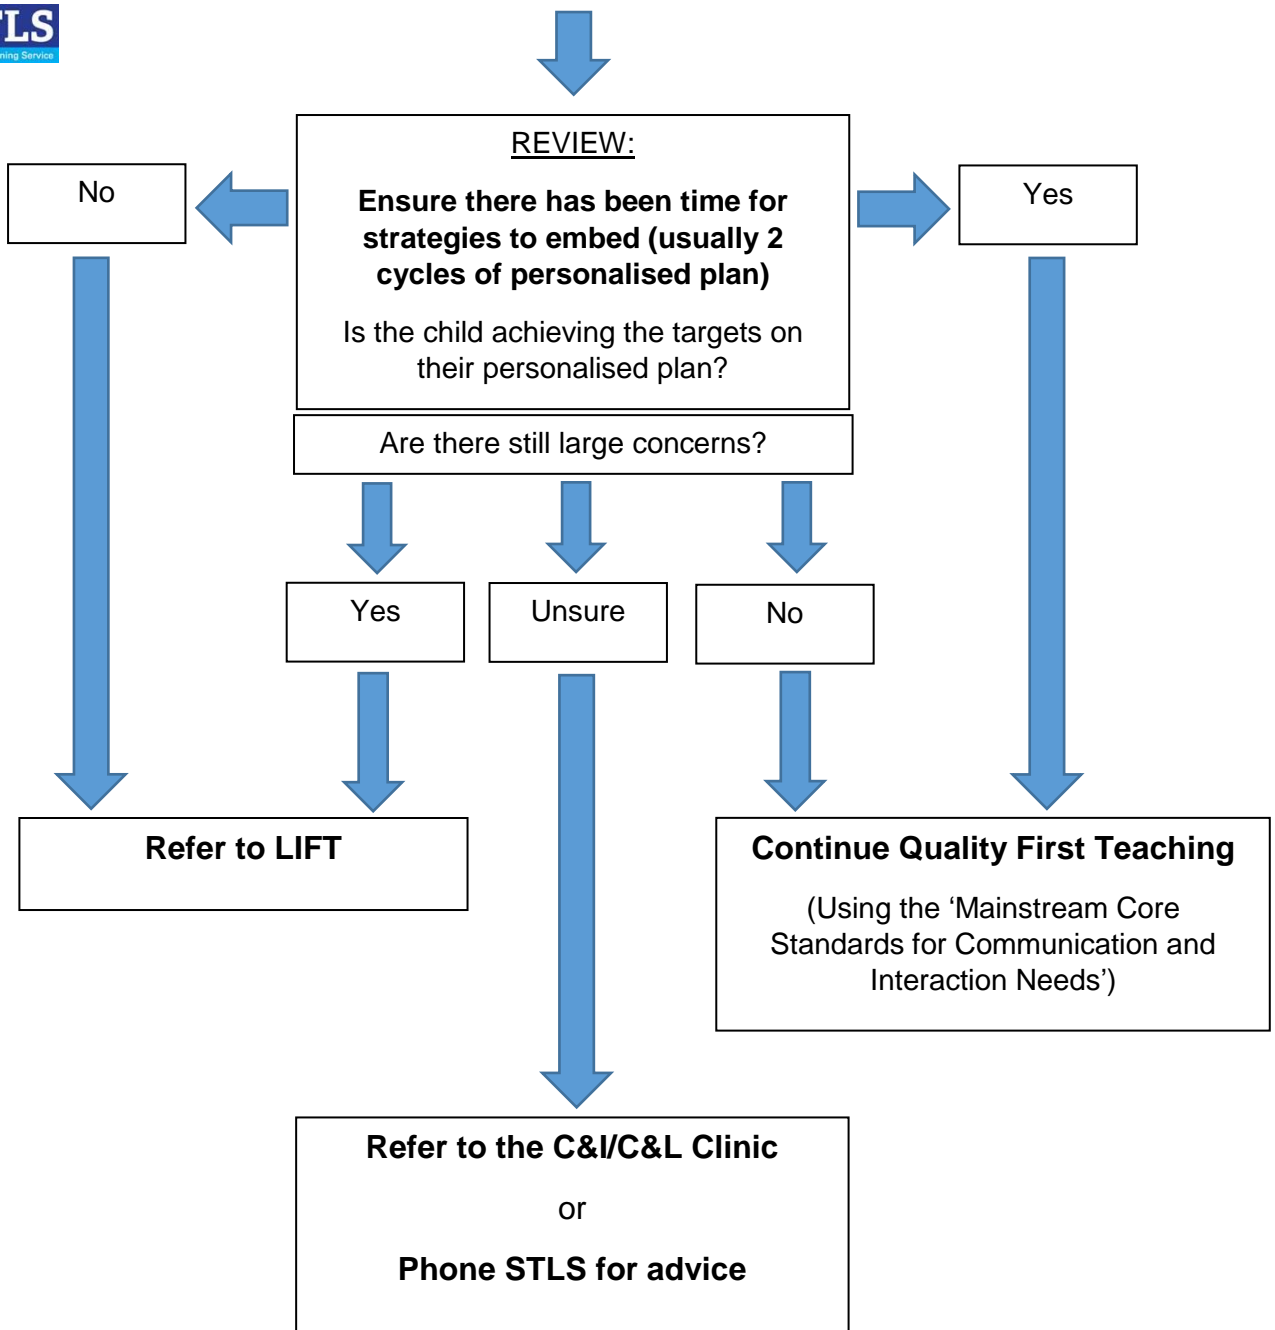 TLS
ning Service
REVIEW:
No
Ensure there has been time for
Yes
strategies to embed (usually 2
cycles of personalised plan)
Is the child achieving the targets on
their personalised plan?
Are there still large concerns?
Yes
Unsure
No
Refer to LIFT
Continue Quality First Teaching
(Using the ‘Mainstream Core
Standards for Communication and
Interaction Needs’)
Refer to the C&I/C&L Clinic
or
Phone STLS for advice